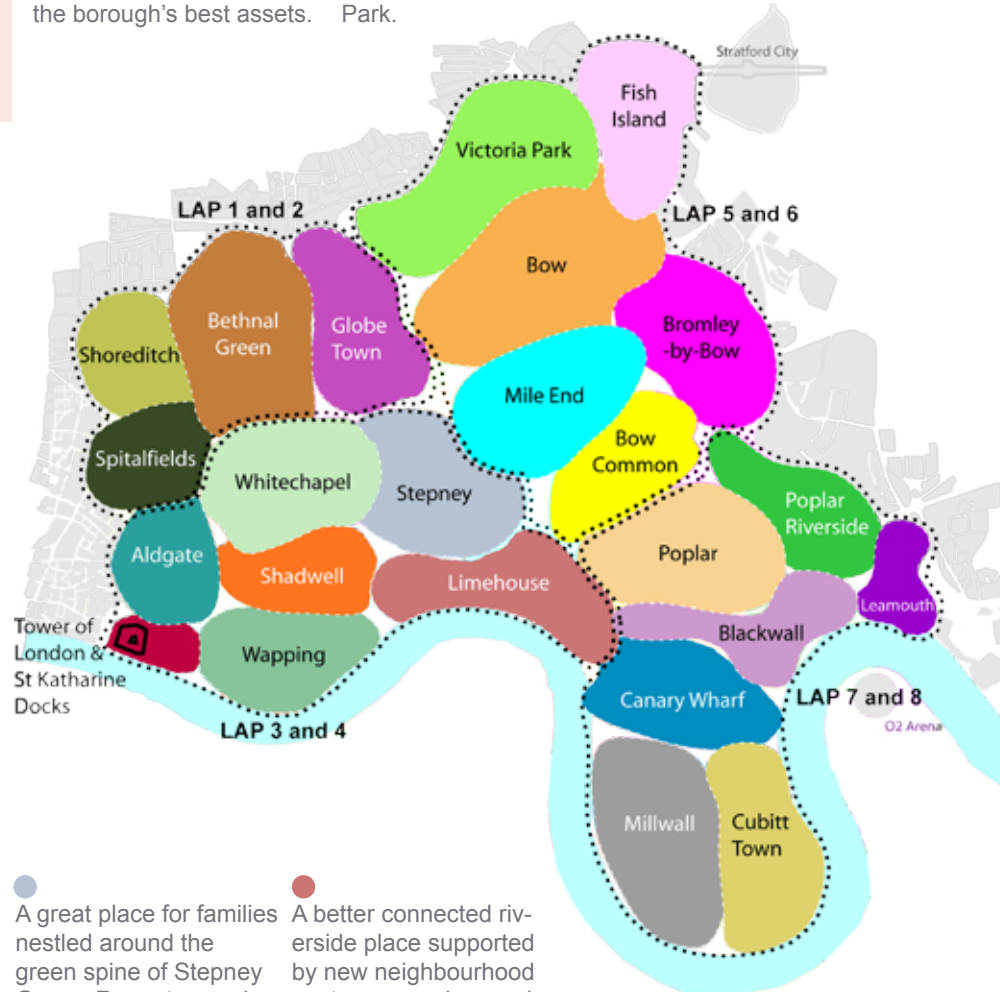 the borough's best assets.
Park.
Stratford City
Fish
Island
Victoria Park
LAP 1 and 2
LAP 5 and 6
Bow
Bethnal
Green
Globe
Town
Bromley
-by-Bow
Shoreditch
Mile End
Bow
Common
Spitalfields
Whitechapel
Stepney
Poplar
Riverside
Aldgate
Shadwell
Limehouse
Poplar
Leamouth
Tower of
London &
St Katharine
Docks
Wapping
Blackwall
Canary Wharf
LAP 7 and 8
LAP 3 and 4
O2 Arena
Millwall
Cubitt
Town
A great place for families
nestled around the
green spine of Stepney
A better connected riv-
erside place supported
by new neighbourhood